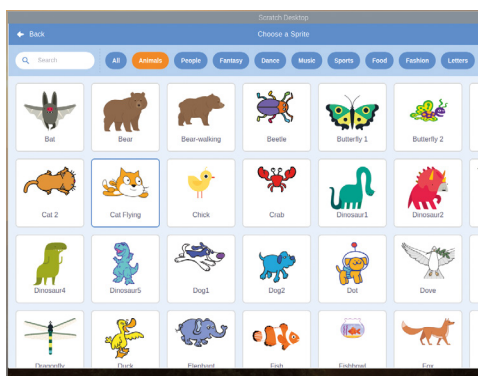 Scratch Desktop
Back
Choose a Sprite
Search
All
Animals
People
Fantasy
Dance
Music
Sports
Food
Fashion
Letters
Bat
Bear
Bear-walking
Beetle
Butterfly 1
Butterfly 2
Cat 2
Cat Flying
Chick
Crab
Dinosaur1
Dinosaur2
Dinosaur4
Dinosaur5
Dog1
Dog2
Dot
Dove
Dragonfly
Duck
Elephant
Fish
Fishbowl
Fox